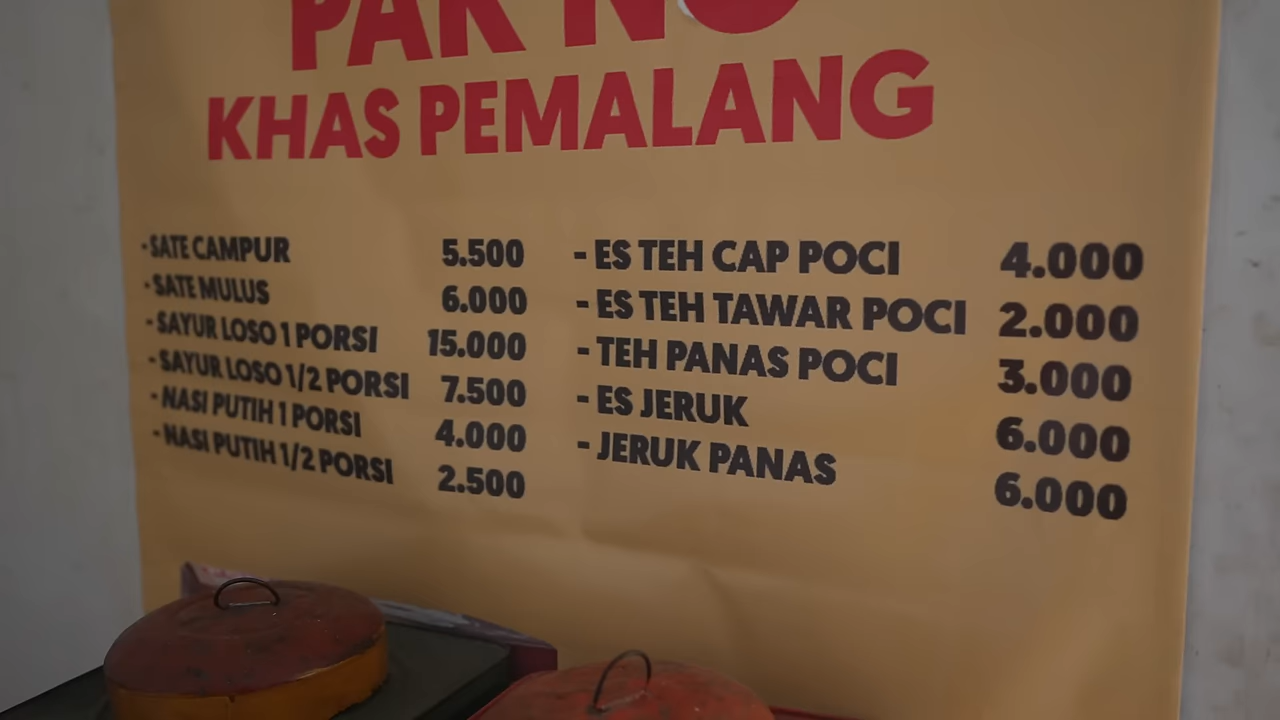 PAK NO
KHAS PEMALANG
- SATE CAMPUR 5.500
- SATE MULUS 6.000
- SAYUR LOSO 1 PORSI 15.000
- SAYUR LOSO 1/2 PORSI 7.500
- NASI PUTIH 1 PORSI 4.000
- NASI PUTIH 1/2 PORSI 2.500
- ES TEH CAP POCI 4.000
- ES TEH TAWAR POCI 2.000
- TEH PANAS POCI 3.000
- ES JERUK 6.000
- JERUK PANAS 6.000